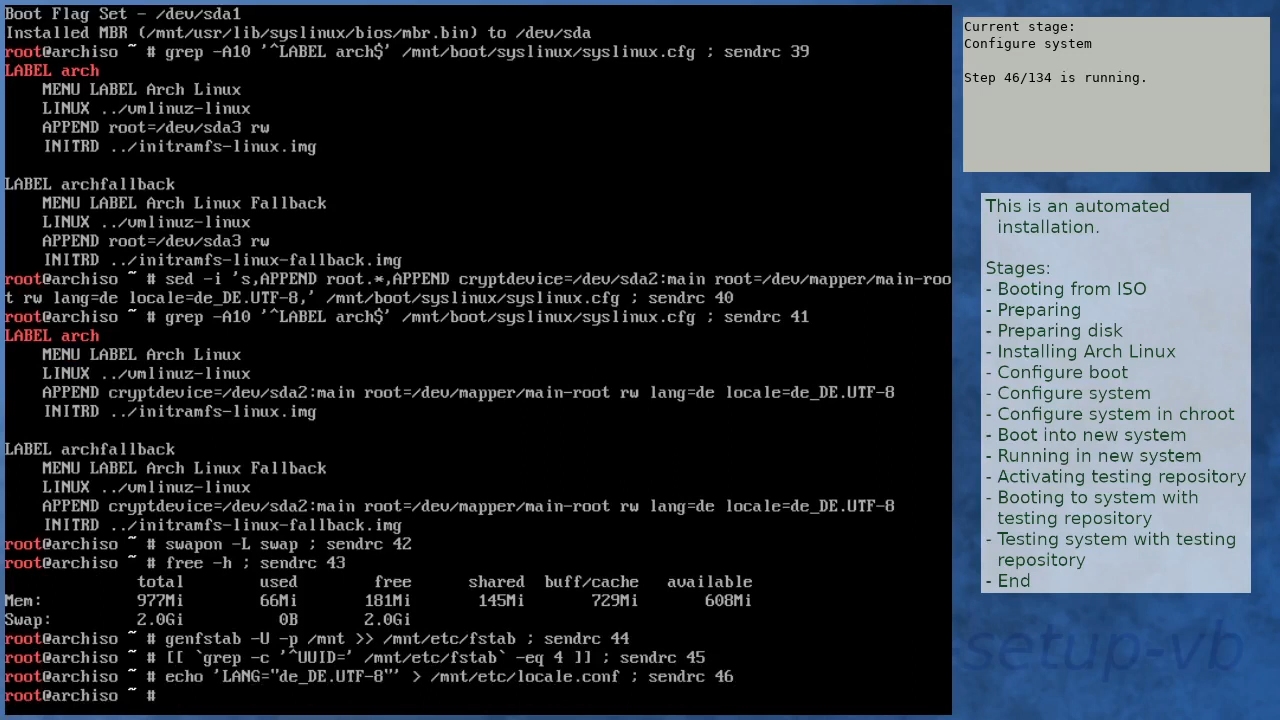 Boot Flag Set - /dev/sda1
Installed MBR (/mnt/usr/lib/syslinux/bios/mbr.bin) to /dev/sda
root@archiso ~ # grep -A10 '^LABEL arch$' /mnt/boot/syslinux/syslinux.cfg ; sendrc 39
LABEL arch
    MENU LABEL Arch Linux
    LINUX ../vmlinuz-linux
    APPEND root=/dev/sda3 rw
    INITRD ../initramfs-linux.img

LABEL archfallback
    MENU LABEL Arch Linux Fallback
    LINUX ../vmlinuz-linux
    APPEND root=/dev/sda3 rw
    INITRD ../initramfs-linux-fallback.img
root@archiso ~ # sed -i 's,APPEND root.*,APPEND cryptdevice=/dev/sda2:main root=/dev/mapper/main-roo
t rw lang=de locale=de_DE.UTF-8,' /mnt/boot/syslinux/syslinux.cfg ; sendrc 40
root@archiso ~ # grep -A10 '^LABEL arch$' /mnt/boot/syslinux/syslinux.cfg ; sendrc 41
LABEL arch
    MENU LABEL Arch Linux
    LINUX ../vmlinuz-linux
    APPEND cryptdevice=/dev/sda2:main root=/dev/mapper/main-root rw lang=de locale=de_DE.UTF-8
    INITRD ../initramfs-linux.img

LABEL archfallback
    MENU LABEL Arch Linux Fallback
    LINUX ../vmlinuz-linux
    APPEND cryptdevice=/dev/sda2:main root=/dev/mapper/main-root rw lang=de locale=de_DE.UTF-8
    INITRD ../initramfs-linux-fallback.img
root@archiso ~ # swapon -L swap ; sendrc 42
root@archiso ~ # free -h ; sendrc 43
              total        used        free      shared  buff/cache   available
Mem:          977Mi        66Mi       181Mi       145Mi       729Mi       608Mi
Swap:         2.0Gi          0B       2.0Gi
root@archiso ~ # genfstab -U -p /mnt >> /mnt/etc/fstab ; sendrc 44
root@archiso ~ # [[ `grep -c '^UUID=' /mnt/etc/fstab` -eq 4 ]] ; sendrc 45
root@archiso ~ # echo 'LANG="de_DE.UTF-8"' > /mnt/etc/locale.conf ; sendrc 46
root@archiso ~ #
Current stage:
Configure system

Step 46/134 is running.
This is an automated
installation.

Stages:
- Booting from ISO
- Preparing
- Preparing disk
- Installing Arch Linux
- Configure boot
- Configure system
- Configure system in chroot
- Boot into new system
- Running in new system
- Activating testing repository
- Booting to system with
testing repository
- Testing system with testing
repository
- End
setup-vb